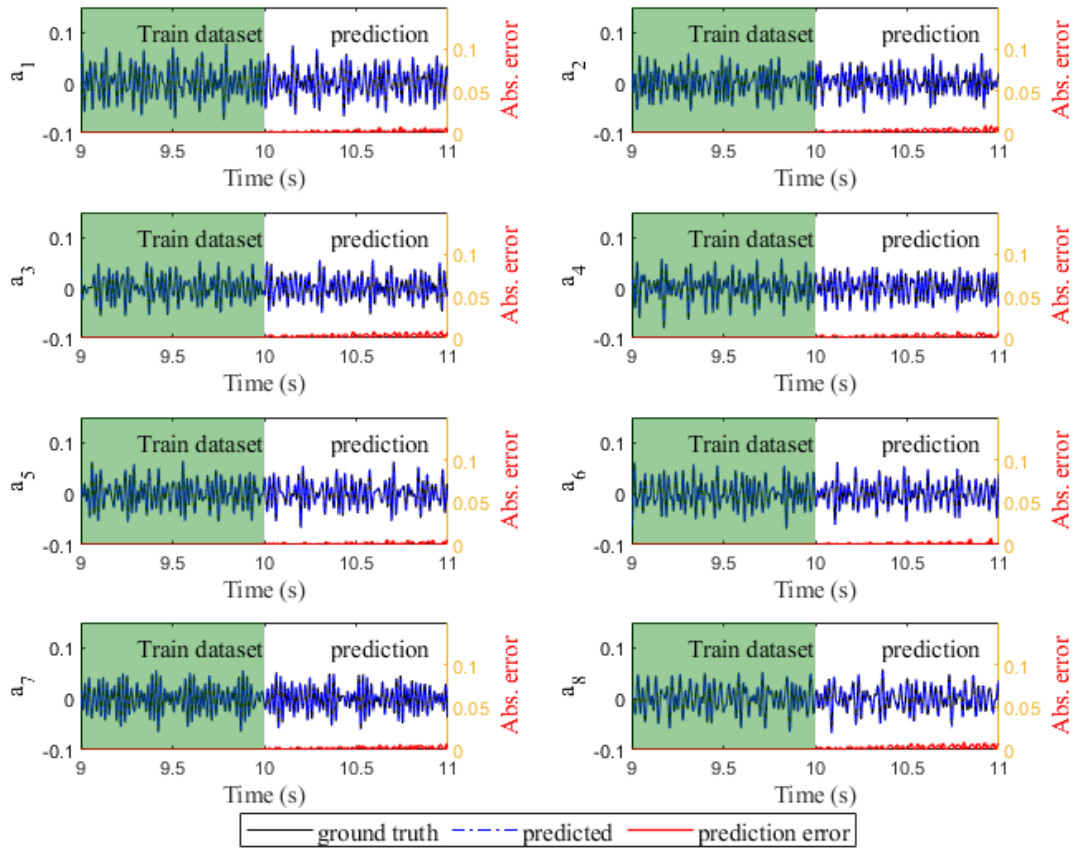 0.1 Train dataset prediction 0.1
a1 0 0.05 Abs. error
-0.1 0
9 9.5 10 10.5 11
Time (s)
0.1 Train dataset prediction 0.1
a2 0 0.05 Abs. error
-0.1 0
9 9.5 10 10.5 11
Time (s)
0.1 Train dataset prediction 0.1
a3 0 0.05 Abs. error
-0.1 0
9 9.5 10 10.5 11
Time (s)
0.1 Train dataset prediction 0.1
a4 0 0.05 Abs. error
-0.1 0
9 9.5 10 10.5 11
Time (s)
0.1 Train dataset prediction 0.1
a5 0 0.05 Abs. error
-0.1 0
9 9.5 10 10.5 11
Time (s)
0.1 Train dataset prediction 0.1
a6 0 0.05 Abs. error
-0.1 0
9 9.5 10 10.5 11
Time (s)
0.1 Train dataset prediction 0.1
a7 0 0.05 Abs. error
-0.1 0
9 9.5 10 10.5 11
Time (s)
0.1 Train dataset prediction 0.1
a8 0 0.05 Abs. error
-0.1 0
9 9.5 10 10.5 11
Time (s)
ground truth predicted prediction error